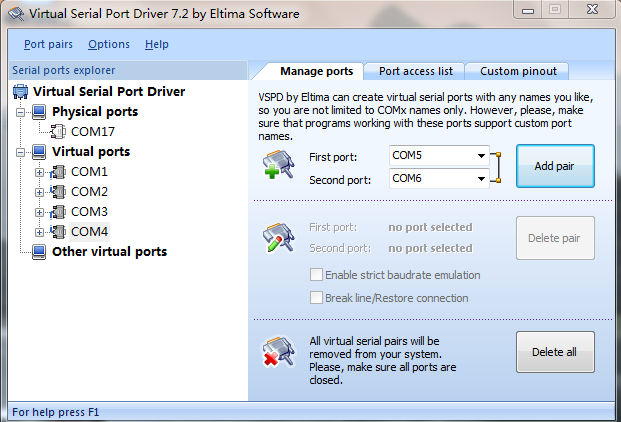 Virtual Serial Port Driver 7.2 by Eltima Software
Port pairs Options Help
Serial ports explorer
Manage ports Port access list Custom pinout
Virtual Serial Port Driver
Physical ports
COM17
Virtual ports
COM1
COM2
COM3
COM4
Other virtual ports
VSPD by Eltima can create virtual serial ports with any names you like,
so you are not limited to COMx names only. However, please, make
sure that programs working with these ports support custom port
names.
First port: COM5
Second port: COM6
Add pair
First port: no port selected
Second port: no port selected
Delete pair
Enable strict baudrate emulation
Break line/Restore connection
All virtual serial pairs will be
removed from your system.
Please, make sure all ports are
closed.
Delete all
For help press F1